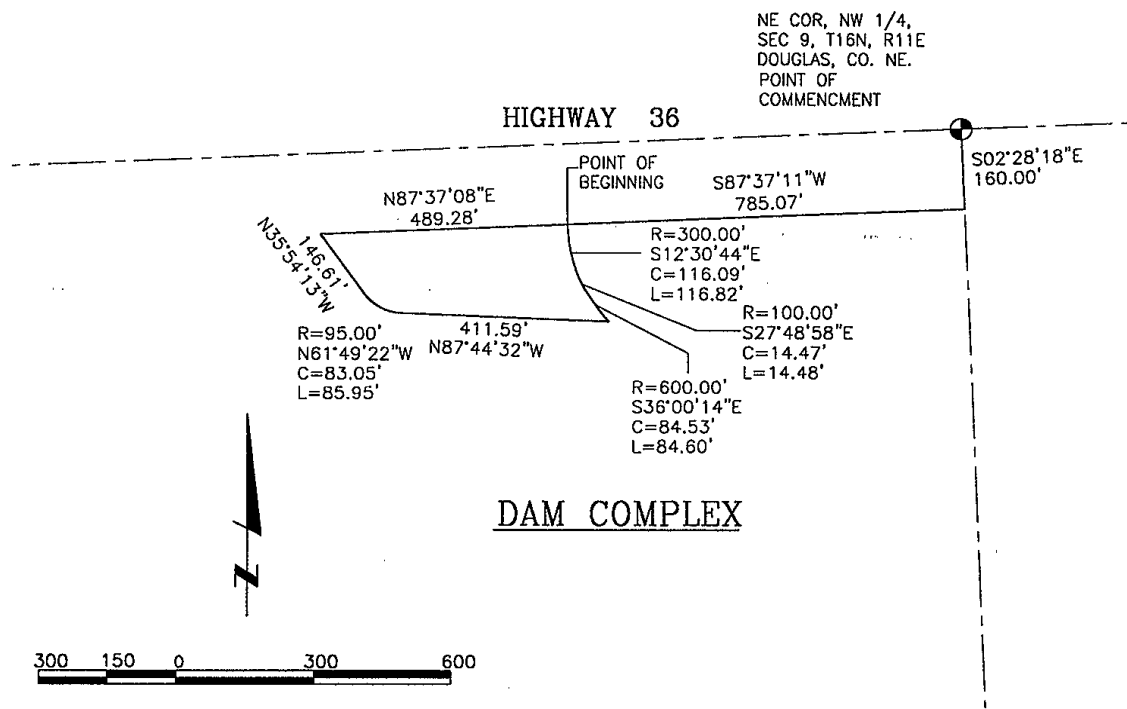 NE COR, NW 1/4,
SEC 9, T16N, R11E
DOUGLAS, CO. NE.
POINT OF
COMMENCMENT
HIGHWAY 36
S02°28'18"E
160.00'
POINT OF
BEGINNING
S87°37'11"W
785.07'
N87°37'08"E
489.28'
146.61'
N35°54'13"W
R=300.00'
S12°30'44"E
C=116.09'
L=116.82'
R=100.00'
S27°48'58"E
C=14.47'
L=14.48'
411.59'
N87°44'32"W
R=95.00'
N61°49'22"W
C=83.05'
L=85.95'
R=600.00'
S36°00'14"E
C=84.53'
L=84.60'
DAM COMPLEX
N
300 150 0 300 600